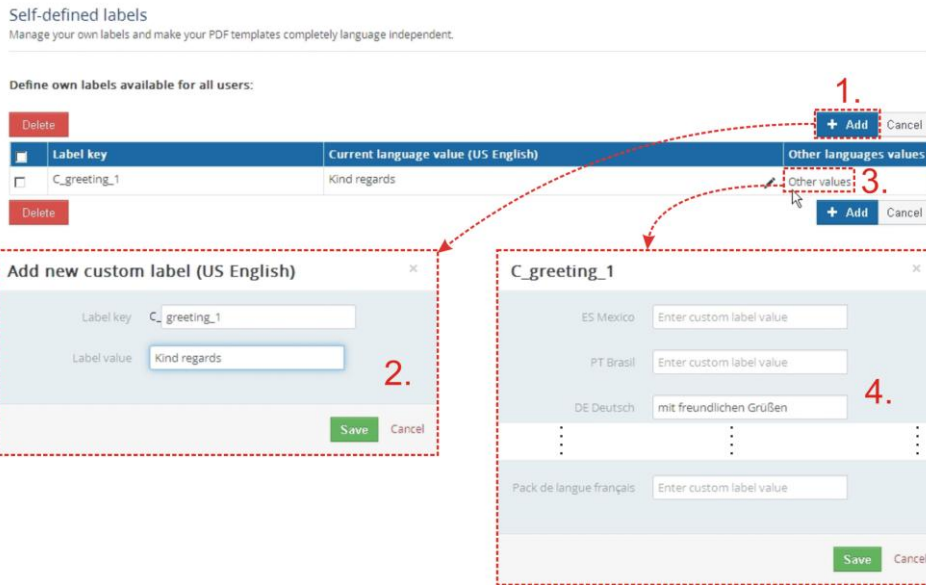 Self-defined labels
Manage your own labels and make your PDF templates completely language independent.
Define own labels available for all users:
1.
Delete + Add Cancel
Label key Current language value (US English) Other languages values
C_greeting_1 Kind regards Other values 3.
Delete + Add Cancel
Add new custom label (US English) ×
Label key C_ greeting_1
Label value Kind regards
2.
Save Cancel
C_greeting_1 ×
ES Mexico Enter custom label value
PT Brasil Enter custom label value
4.
DE Deutsch mit freundlichen Grüßen
Pack de langue français Enter custom label value
Save Cancel